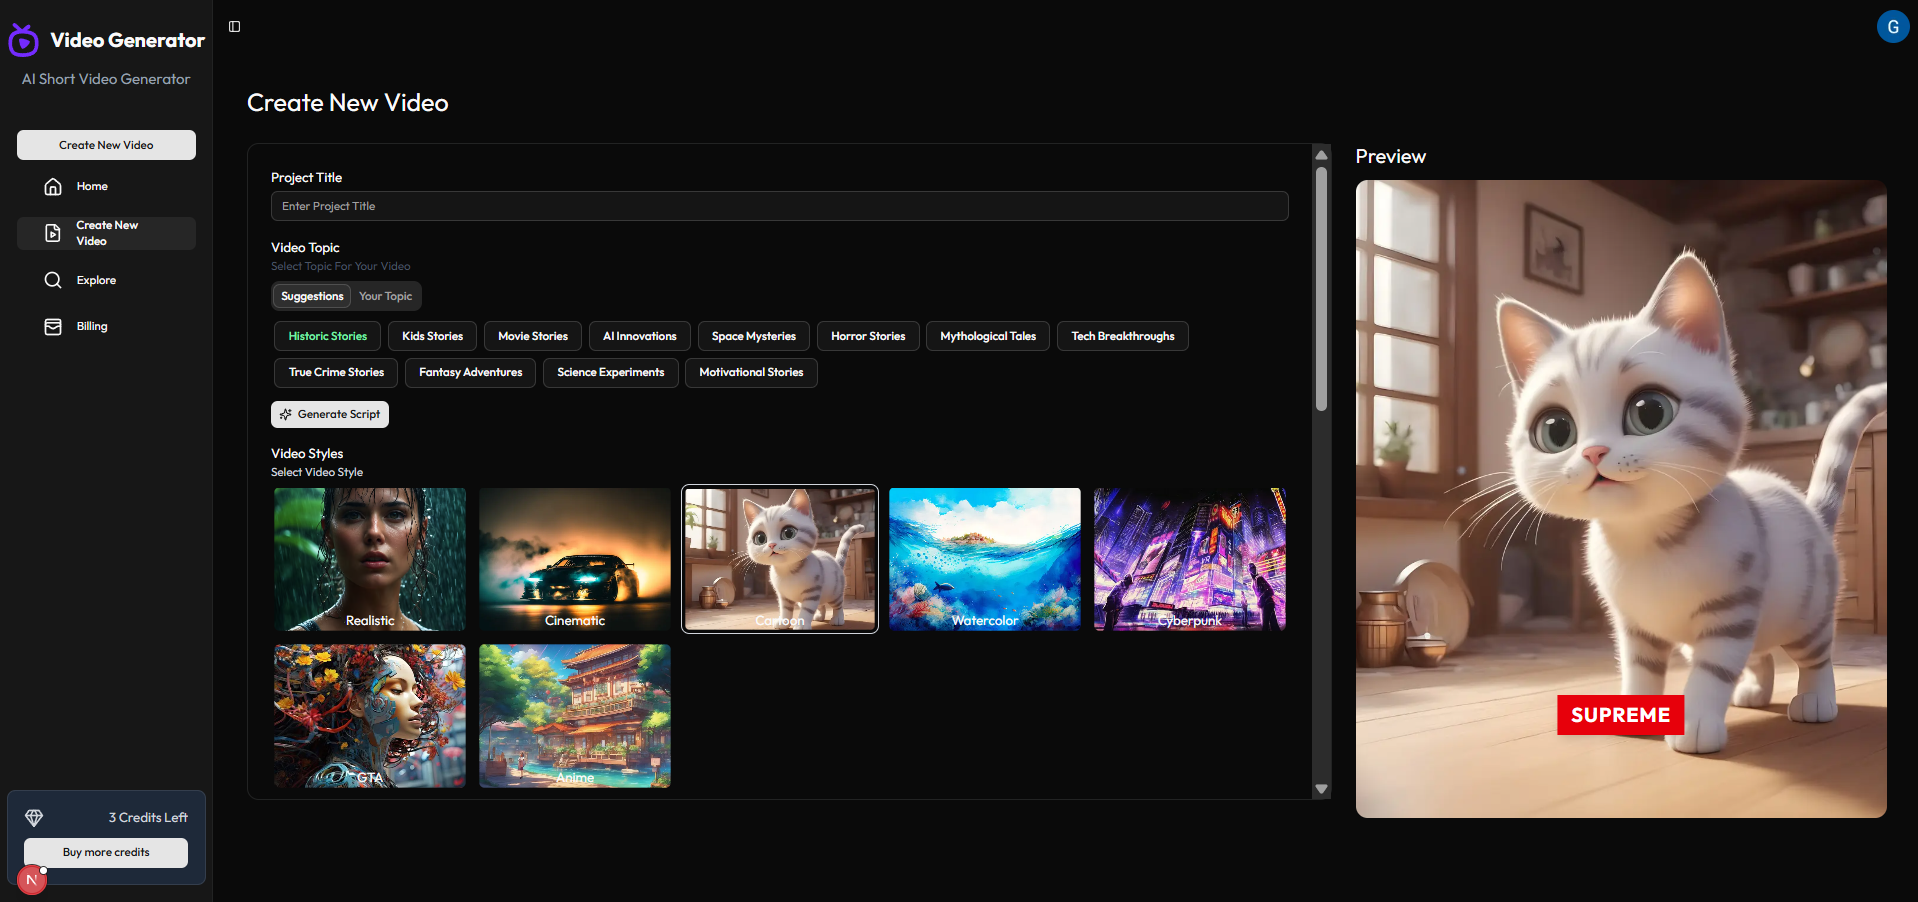 Video Generator
AI Short Video Generator
Create New Video
Home
Create New
Video
Explore
Billing
3 Credits Left
Buy more credits
N
G
Create New Video
Project Title
Enter Project Title
Video Topic
Select Topic For Your Video
Suggestions Your Topic
Historic Stories Kids Stories Movie Stories AI Innovations Space Mysteries Horror Stories Mythological Tales Tech Breakthroughs
True Crime Stories Fantasy Adventures Science Experiments Motivational Stories
Generate Script
Video Styles
Select Video Style
Realistic Cinematic Cartoon Watercolor Cyberpunk
GTA Anime
Preview
SUPREME